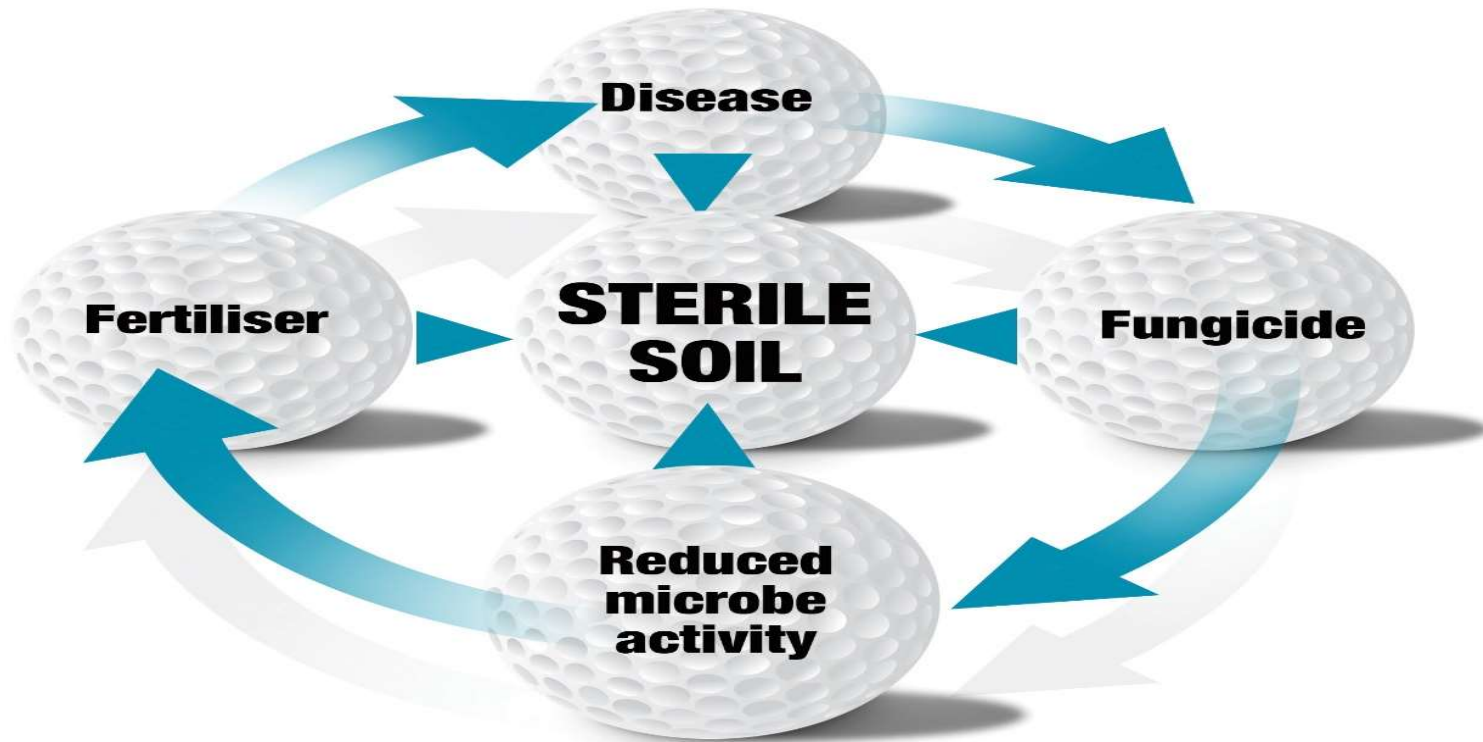 Disease
Fertiliser
STERILE
SOIL
Fungicide
Reduced
microbe
activity